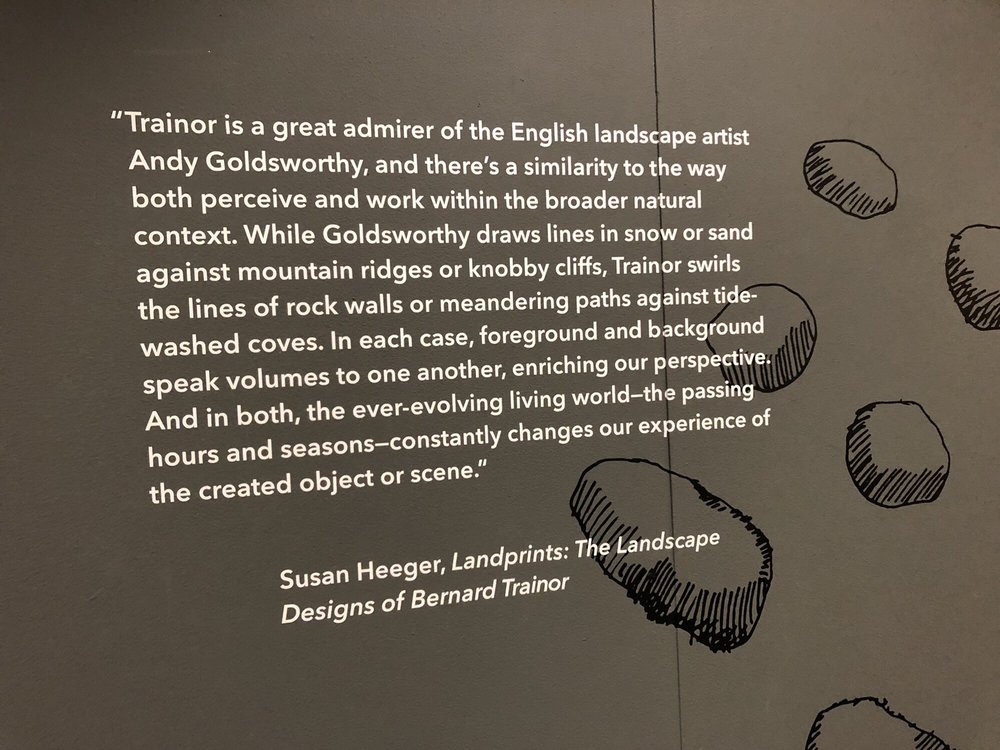 “Trainor is a great admirer of the English landscape artist
Andy Goldsworthy, and there’s a similarity to the way
both perceive and work within the broader natural
context. While Goldsworthy draws lines in snow or sand
against mountain ridges or knobby cliffs, Trainor swirls
the lines of rock walls or meandering paths against tide-
washed coves. In each case, foreground and background
speak volumes to one another, enriching our perspective.
And in both, the ever-evolving living world—the passing
hours and seasons—constantly changes our experience of
the created object or scene.”
Susan Heeger, Landprints: The Landscape
Designs of Bernard Trainor